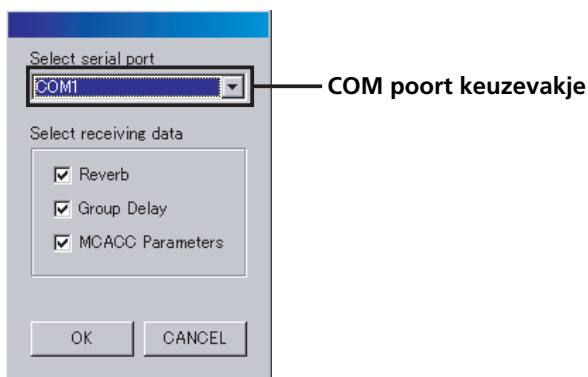 Select serial port
COM1
COM poort keuzevakje
Select receiving data
Reverb
Group Delay
MCACC Parameters
OK CANCEL